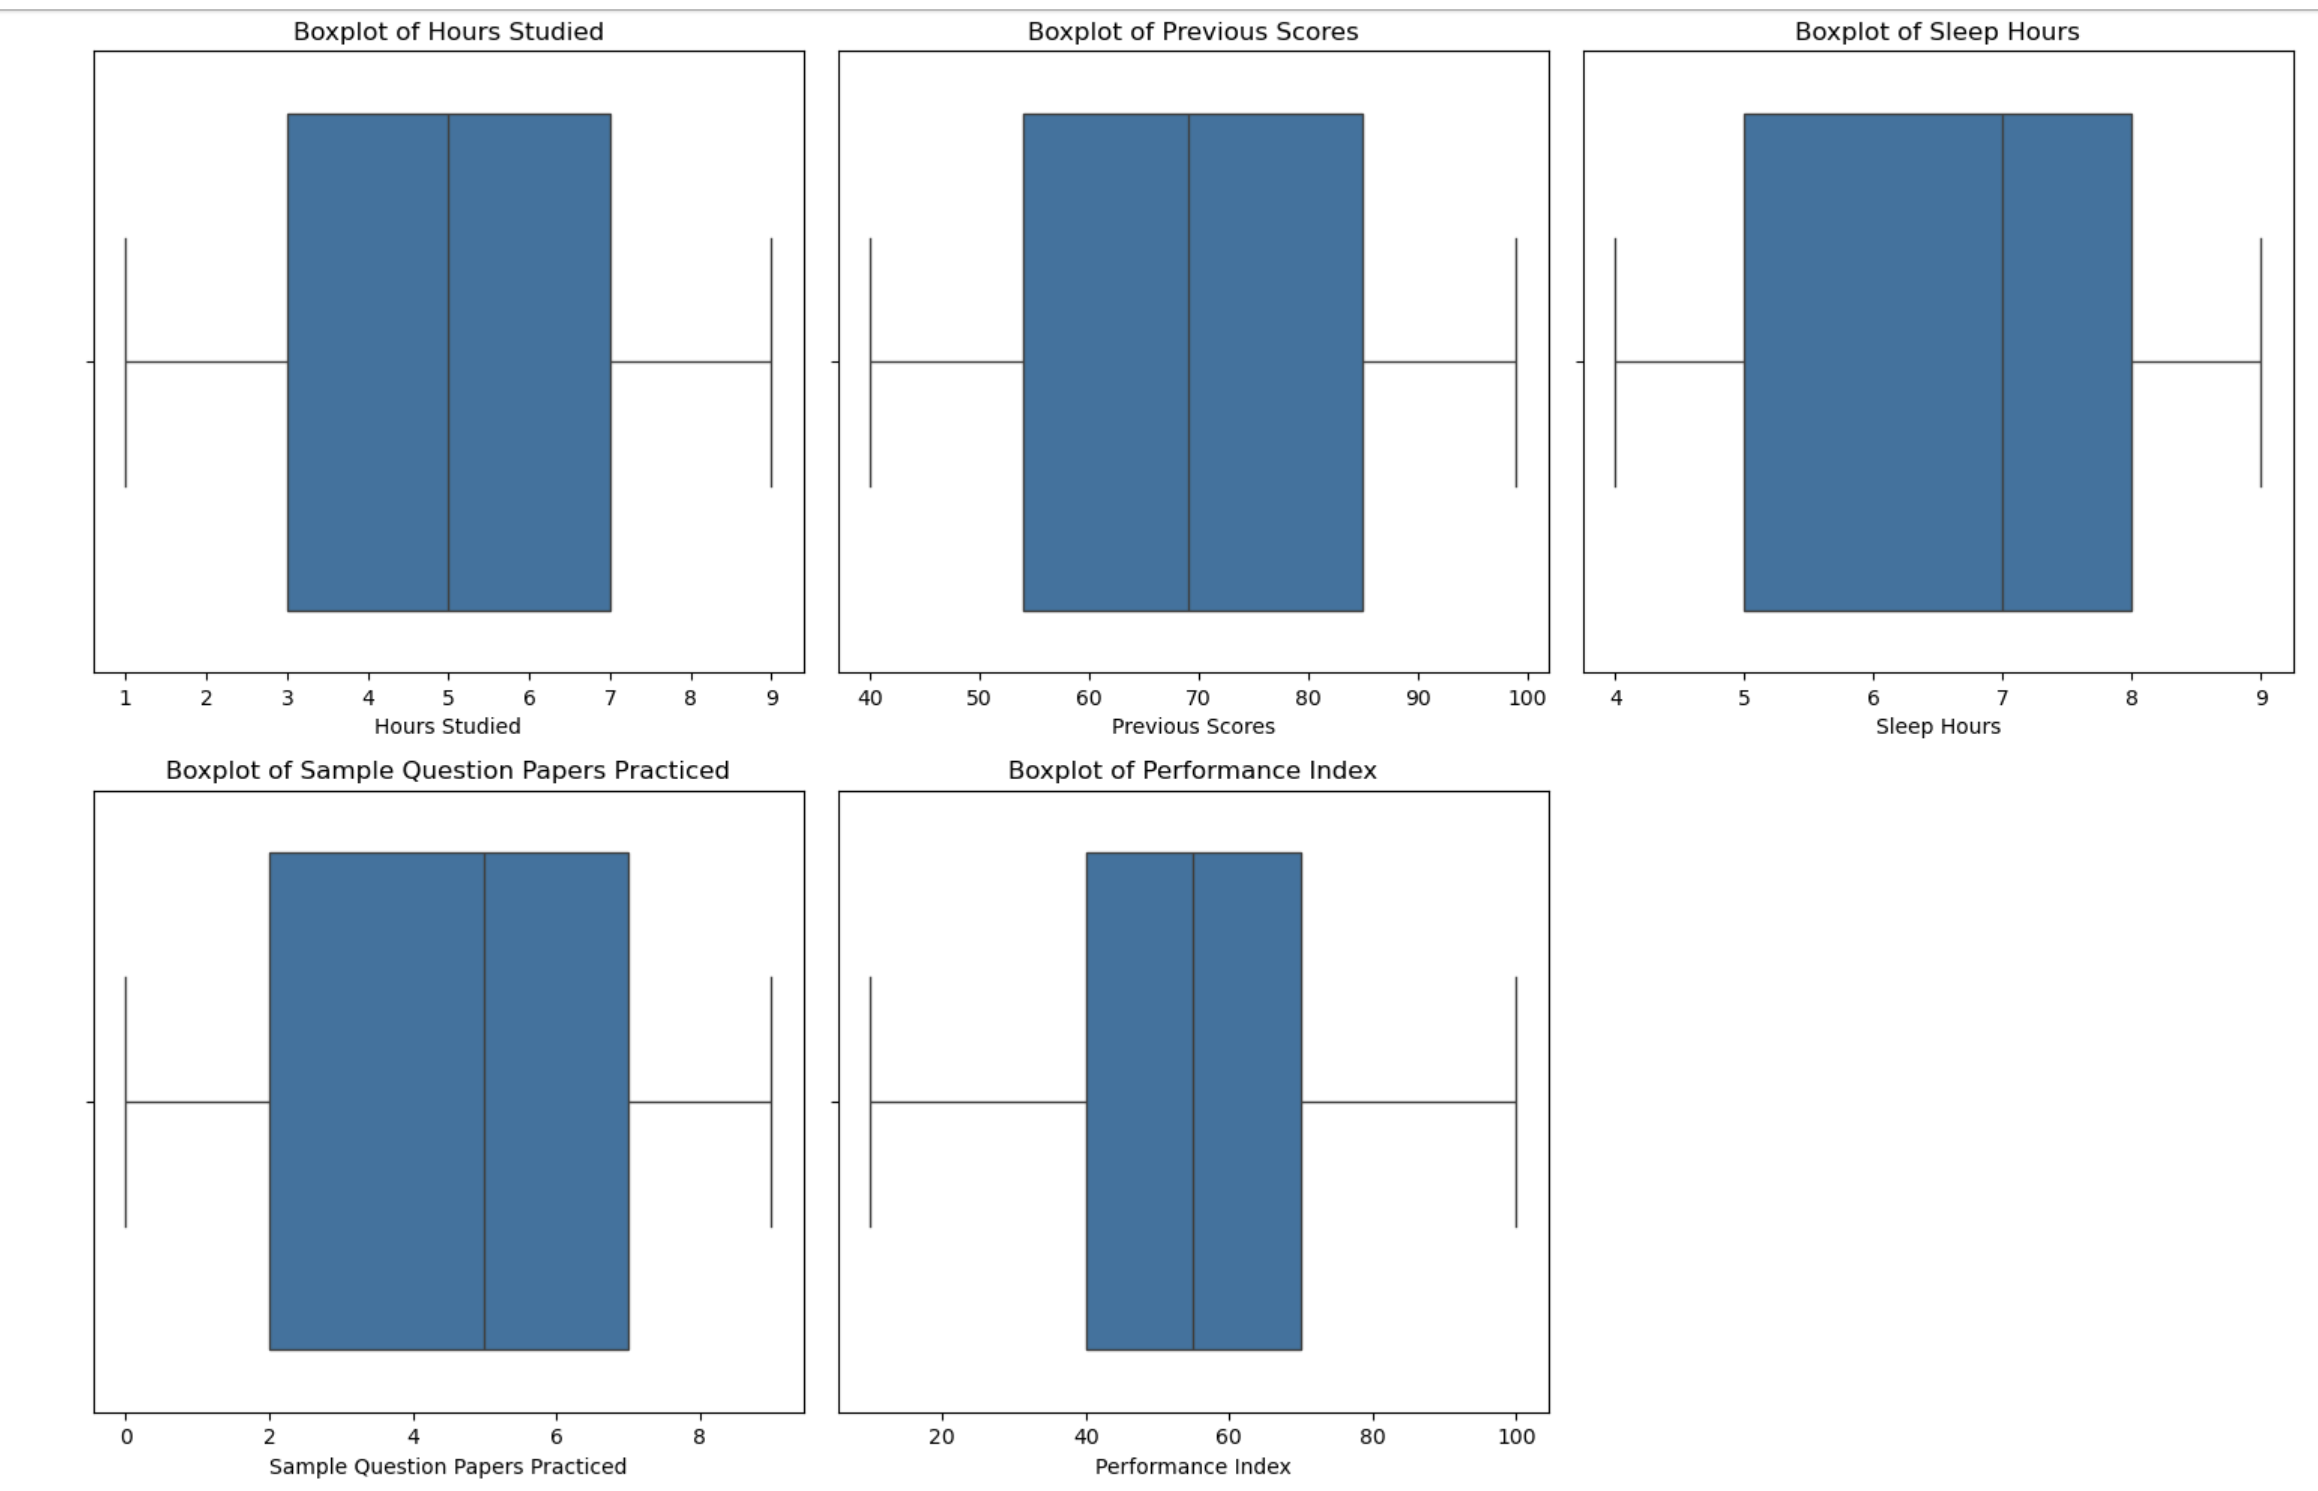 Boxplot of Hours Studied
Boxplot of Previous Scores
Boxplot of Sleep Hours
1 2 3 4 5 6 7 8 9
40 50 60 70 80 90 100
4 5 6 7 8 9
Hours Studied
Previous Scores
Sleep Hours
Boxplot of Sample Question Papers Practiced
Boxplot of Performance Index
0 2 4 6 8
20 40 60 80 100
Sample Question Papers Practiced
Performance Index